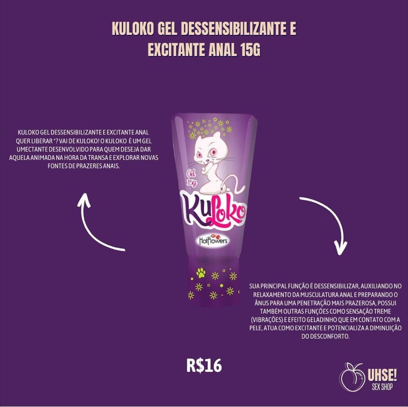 KULOKO GEL DESSENSIBILIZANTE E
EXCITANTE ANAL 15G
KULOKO GEL DESSENSIBILIZANTE E EXCITANTE ANAL
QUER LIBERAR *? VAI DE KULOKO! O KULOKO É UM GEL
UMECTANTE DESENVOLVIDO PARA QUEM DESEJA DAR
AQUELA ANIMADA NA HORA DA TRANSA E EXPLORAR NOVAS
FONTES DE PRAZERES ANAIS.
Gel
15g
KuLoko
HotFlowers
SUA PRINCIPAL FUNÇÃO É DESSENSIBILIZAR, AUXILIANDO NO
RELAXAMENTO DA MUSCULATURA ANAL E PREPARANDO O
ÂNUS PARA UMA PENETRAÇÃO MAIS PRAZEROSA, POSSUI
TAMBÉM OUTRAS FUNÇÕES COMO SENSAÇÃO TREME
(VIBRAÇÕES) E EFEITO GELADINHO QUE EM CONTATO COM A
PELE, ATUA COMO EXCITANTE E POTENCIALIZA A DIMINUIÇÃO
DO DESCONFORTO.
R$16
UHSE!
SEX SHOP